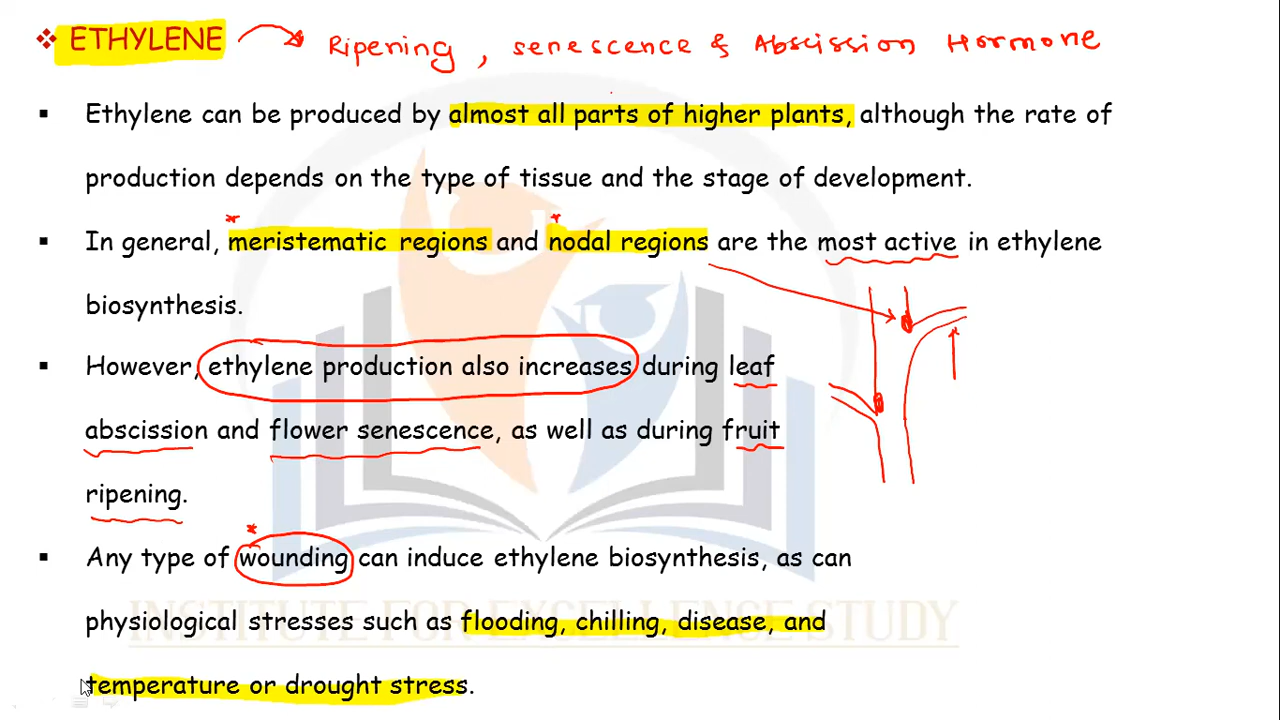 ❖ ETHYLENE → Ripening, senescence & Abscission Hormone
▪ Ethylene can be produced by almost all parts of higher plants, although the rate of
production depends on the type of tissue and the stage of development.
▪ In general, meristematic regions and nodal regions are the most active in ethylene
biosynthesis.
▪ However, ethylene production also increases during leaf
abscission and flower senescence, as well as during fruit
ripening.
▪ Any type of wounding can induce ethylene biosynthesis, as can
INSTITUTE FOR EXCELLENCE STUDY
physiological stresses such as flooding, chilling, disease, and
temperature or drought stress.